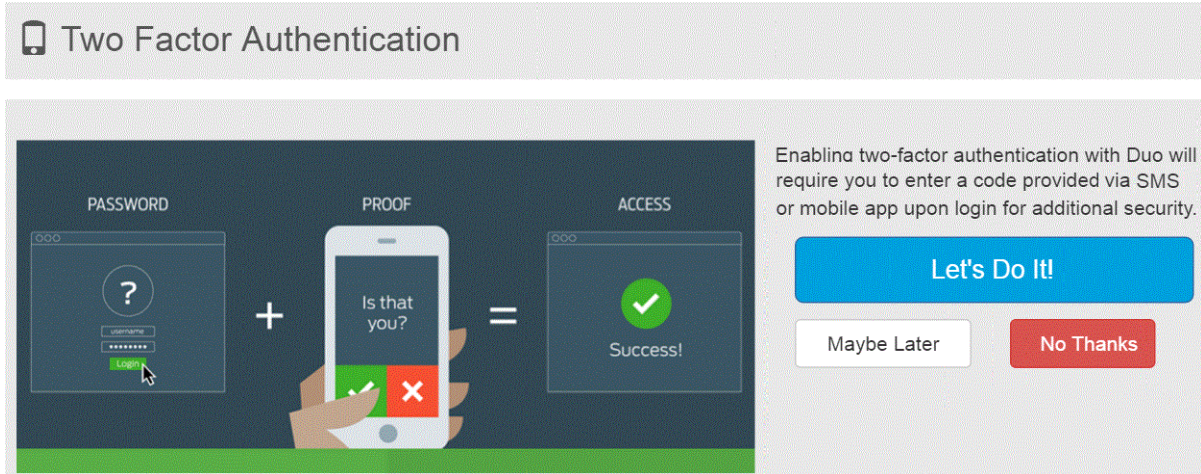 Two Factor Authentication
PASSWORD
PROOF
ACCESS
Enabling two-factor authentication with Duo will
require you to enter a code provided via SMS
or mobile app upon login for additional security.
?
username
Login
+
Is that
you?
=
Success!
Let's Do It!
Maybe Later
No Thanks